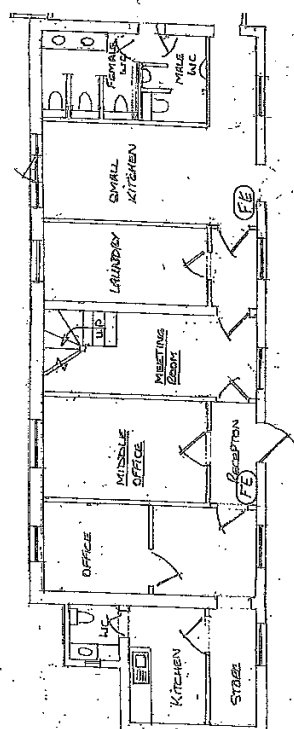 FEMALE
WC
MALE
WC
SMALL
KITCHEN
FE
LAUNDRY
UP
MEETING
ROOM
MIDDLE
OFFICE
RECEPTION
FE
OFFICE
WC
KITCHEN
STORE